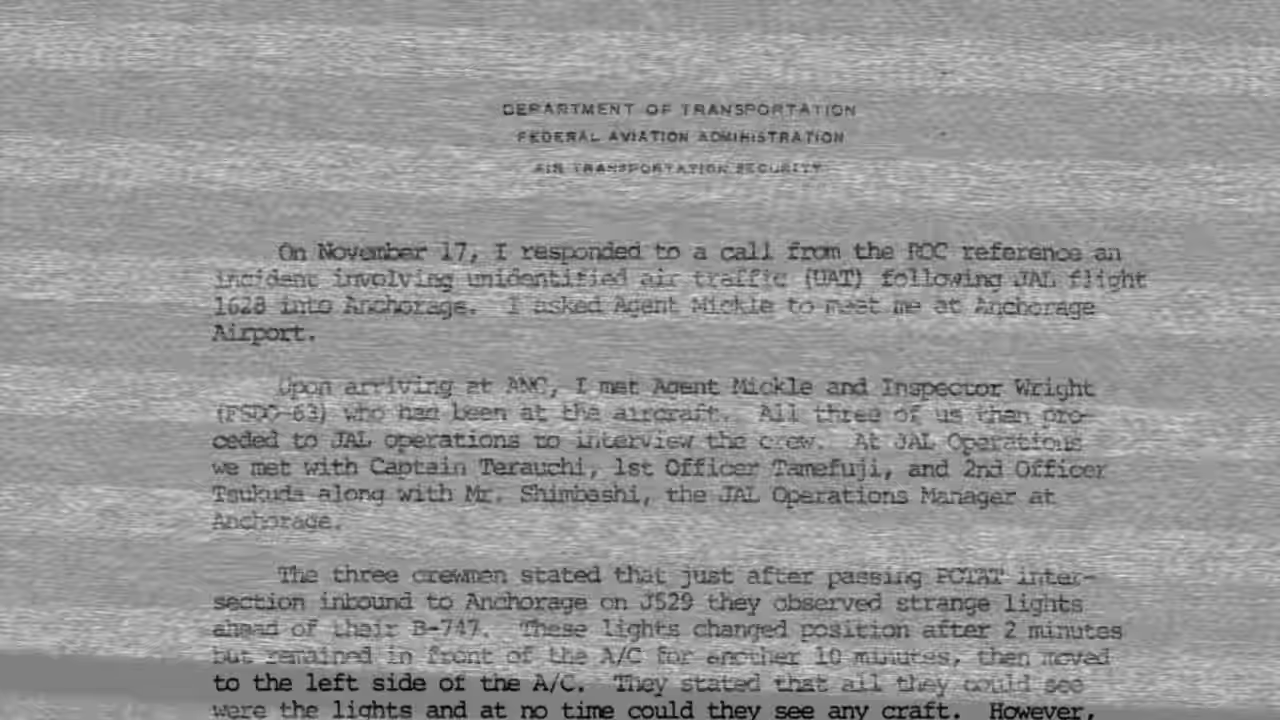 DEPARTMENT OF TRANSPORTATION
FEDERAL AVIATION ADMINISTRATION
AIR TRANSPORTATION SECURITY
On November 17, I responded to a call from the ROC reference an
incident involving unidentified air traffic (UAT) following JAL flight
1628 into Anchorage. I asked Agent Mickle to meet me at Anchorage
Airport.
Upon arriving at ANC, I met Agent Mickle and Inspector Wright
(FSDO-63) who had been at the aircraft. All three of us then pro-
ceded to JAL operations to interview the crew. At JAL Operations
we met with Captain Terauchi, 1st Officer Tamefuji, and 2nd Officer
Tsukuda along with Mr. Shimbashi, the JAL Operations Manager at
Anchorage.
The three crewmen stated that just after passing POTAT inter-
section inbound to Anchorage on J529 they observed strange lights
ahead of their B-747. These lights changed position after 2 minutes
but remained in front of the A/C for another 10 minutes, then moved
to the left side of the A/C. They stated that all they could see
were the lights and at no time could they see any craft. However,